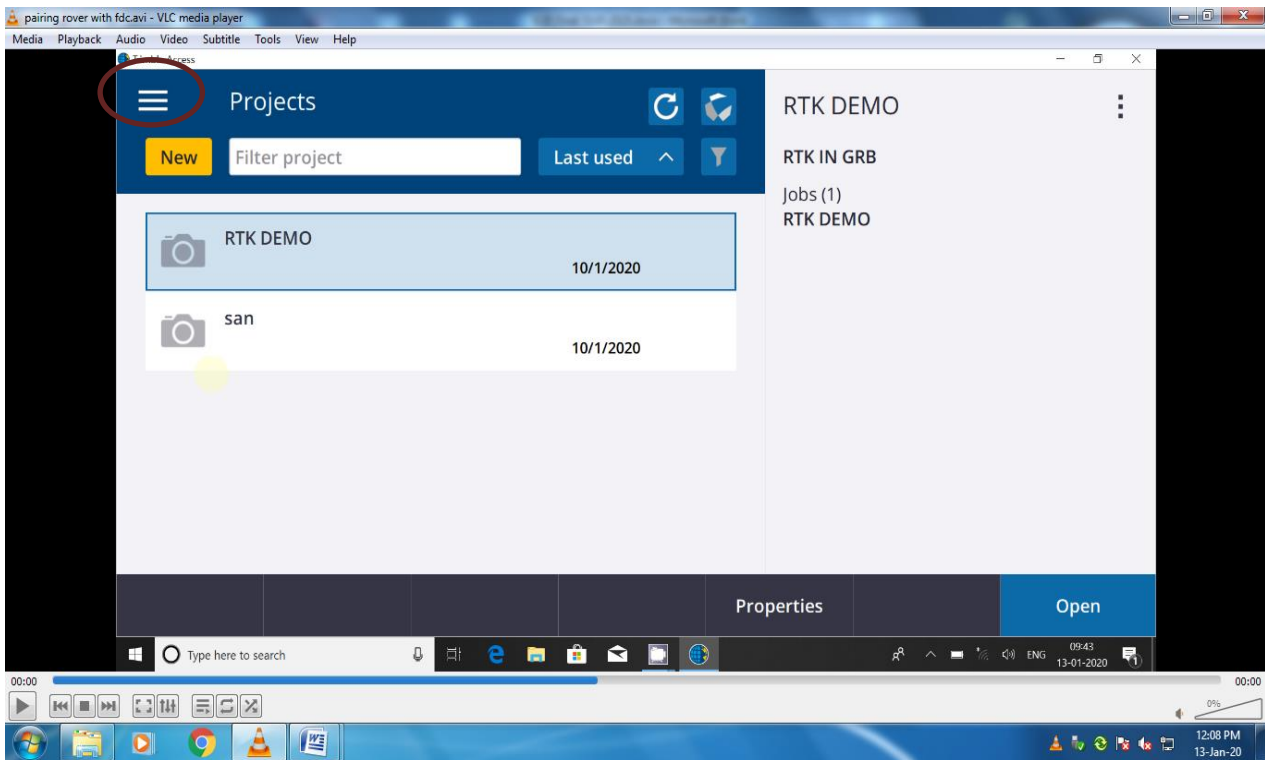 pairing rover with fdc.avi - VLC media player
Media Playback Audio Video Subtitle Tools View Help
Access
Projects
New
Filter project
Last used
RTK DEMO
10/1/2020
san
10/1/2020
RTK DEMO
RTK IN GRB
Jobs (1)
RTK DEMO
Properties
Open
Type here to search
ENG
09:43
13-01-2020
1
00:00
00:00
0%
12:08 PM
13-Jan-20